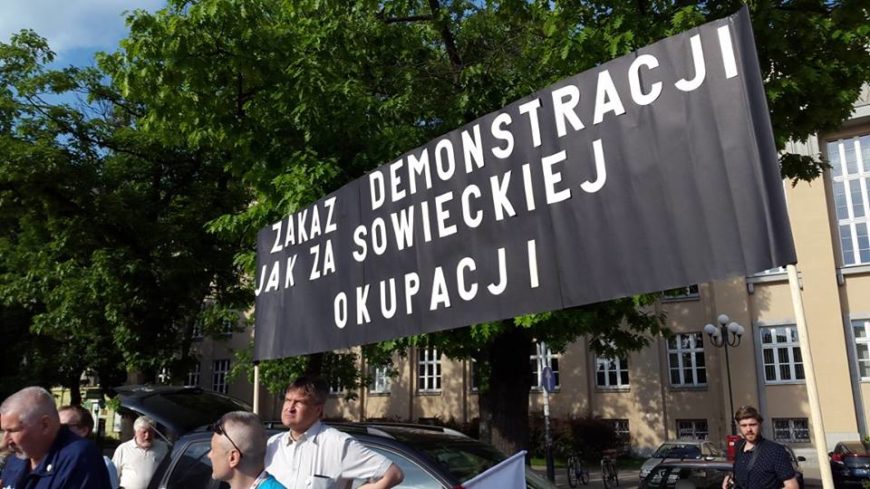 ZAKAZ DEMONSTRACJI
JAK ZA SOWIECKIEJ
OKUPACJI